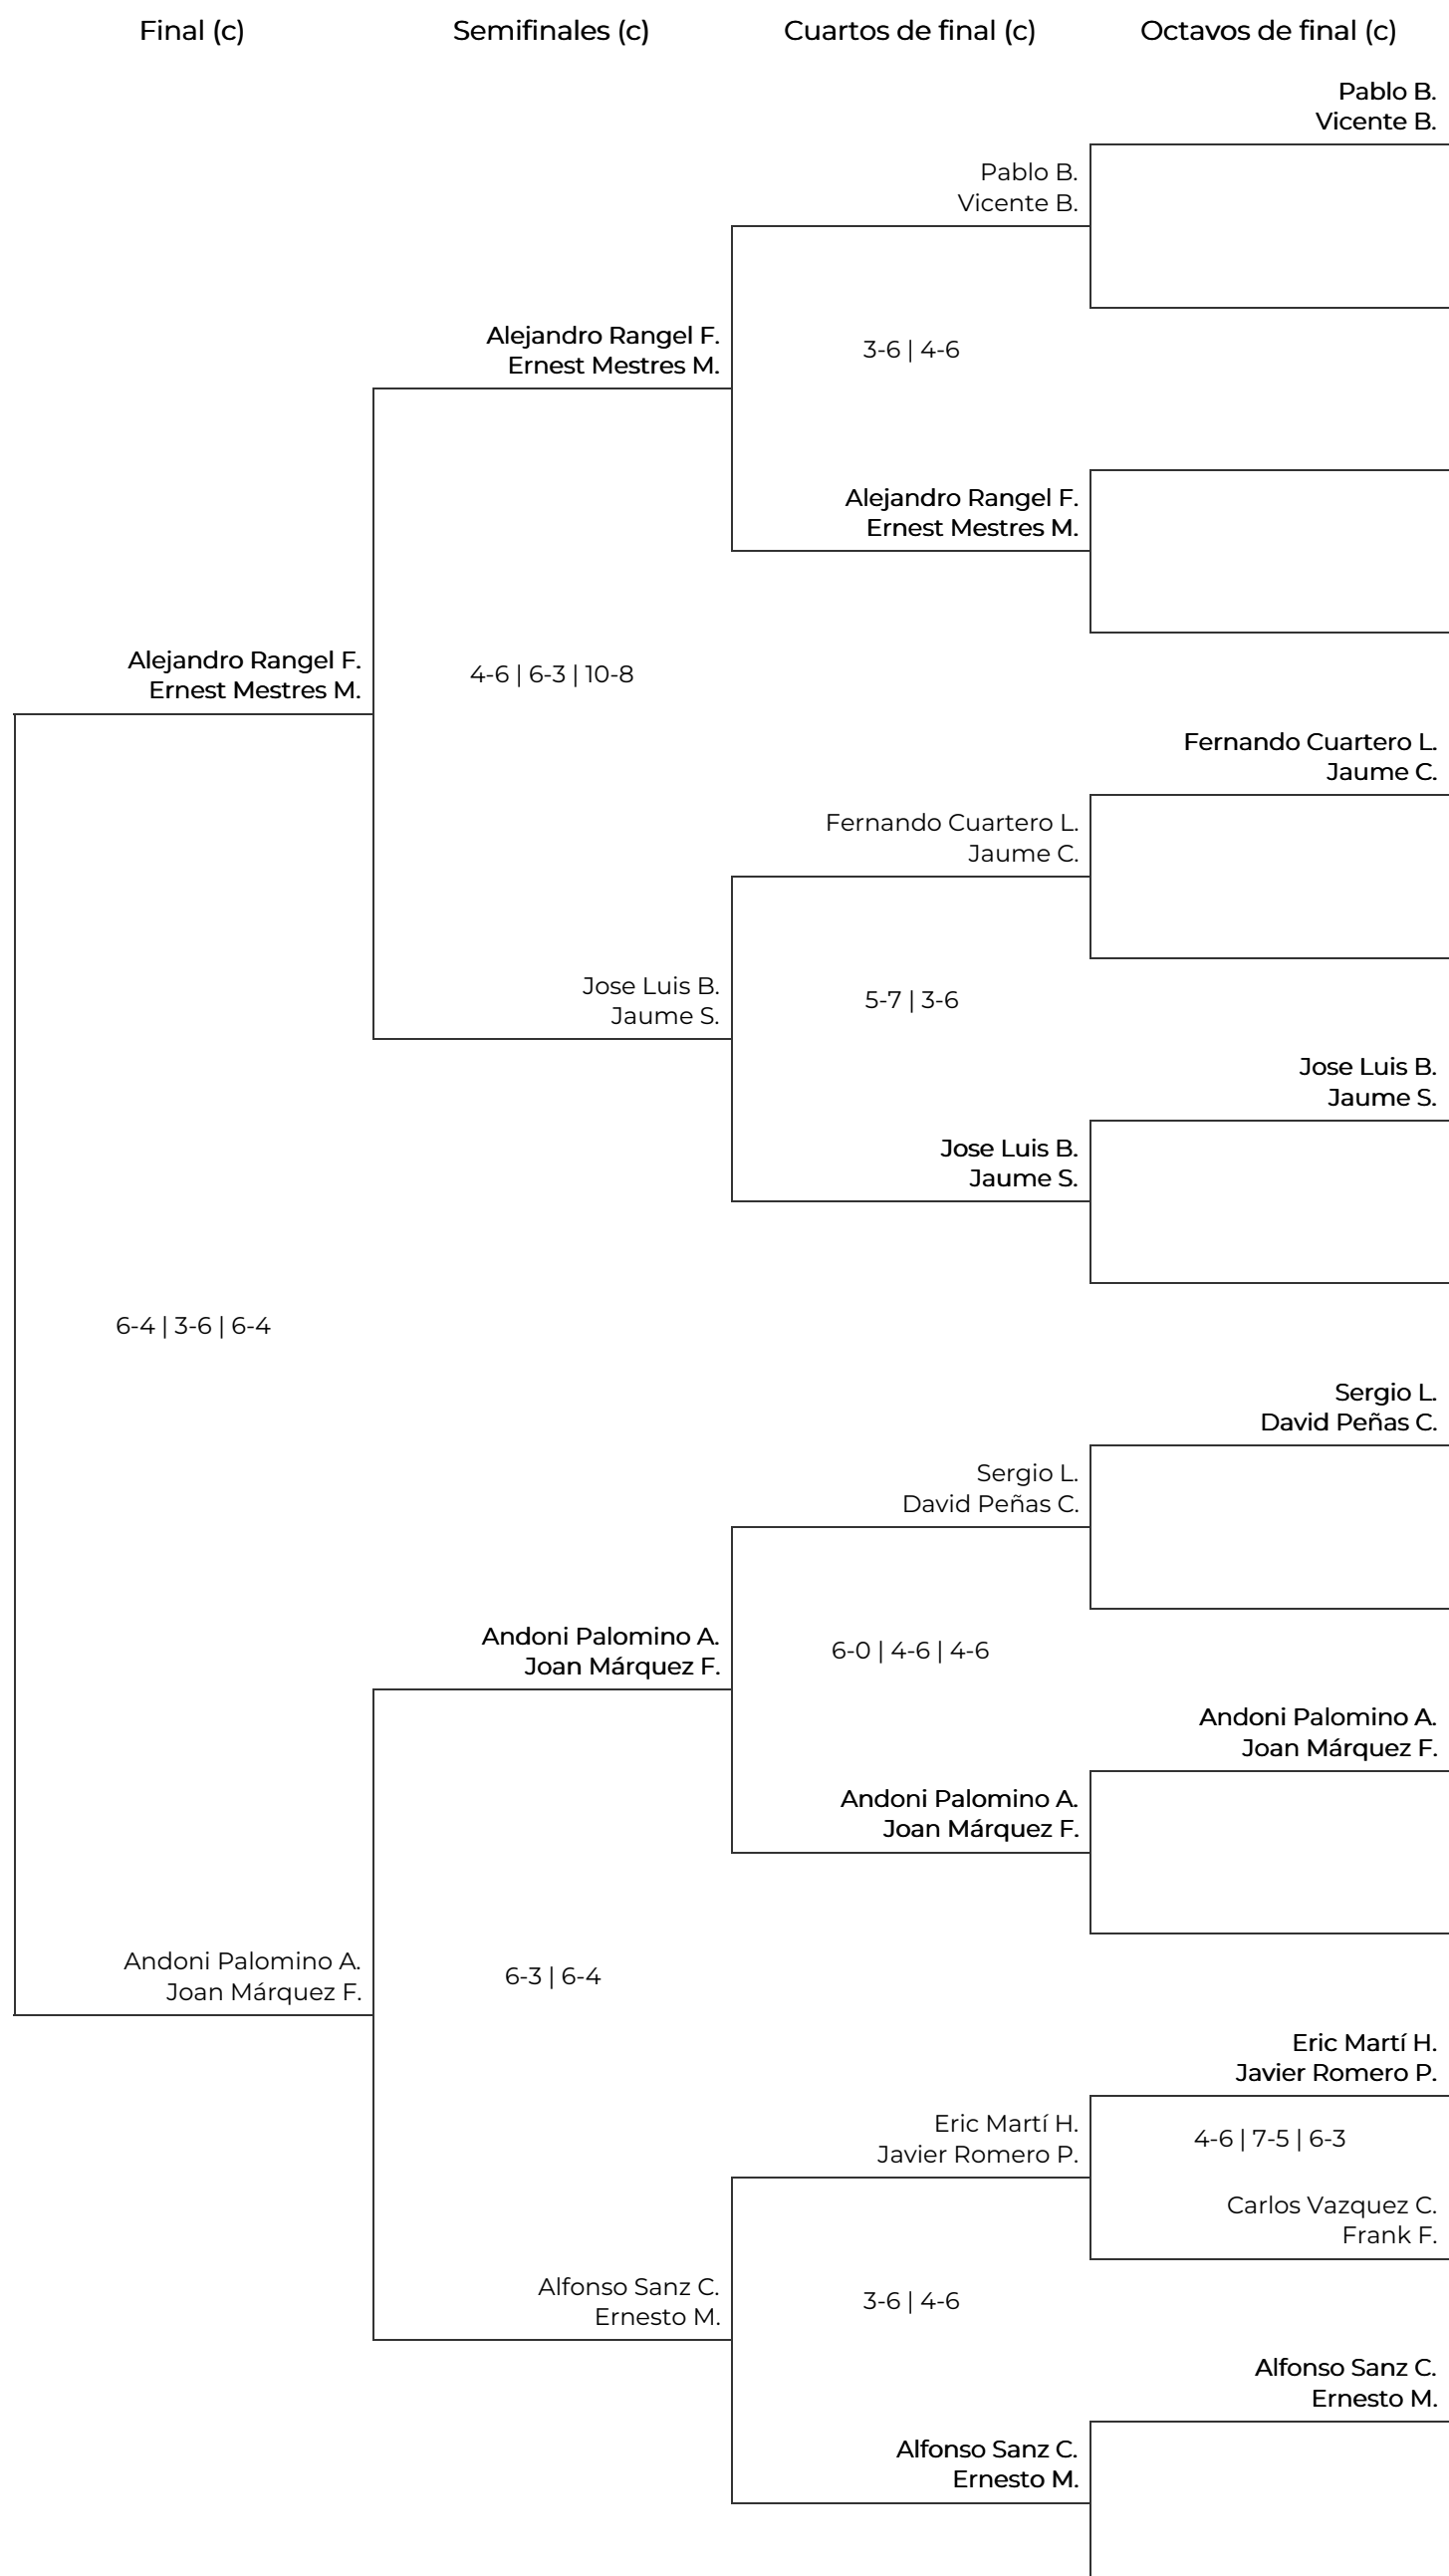 Final (c)
Semifinales (c)
Cuartos de final (c)
Octavos de final (c)
Pablo B.
Vicente B.
Pablo B.
Vicente B.
Alejandro Rangel F.
Ernest Mestres M.
3-6 | 4-6
Alejandro Rangel F.
Ernest Mestres M.
Alejandro Rangel F.
Ernest Mestres M.
4-6 | 6-3 | 10-8
Fernando Cuartero L.
Jaume C.
Fernando Cuartero L.
Jaume C.
Jose Luis B.
Jaume S.
5-7 | 3-6
Jose Luis B.
Jaume S.
Jose Luis B.
Jaume S.
6-4 | 3-6 | 6-4
Sergio L.
David Peñas C.
Sergio L.
David Peñas C.
Andoni Palomino A.
Joan Márquez F.
6-0 | 4-6 | 4-6
Andoni Palomino A.
Joan Márquez F.
Andoni Palomino A.
Joan Márquez F.
Andoni Palomino A.
Joan Márquez F.
6-3 | 6-4
Eric Martí H.
Javier Romero P.
Eric Martí H.
Javier Romero P.
4-6 | 7-5 | 6-3
Carlos Vazquez C.
Frank F.
Alfonso Sanz C.
Ernesto M.
3-6 | 4-6
Alfonso Sanz C.
Ernesto M.
Alfonso Sanz C.
Ernesto M.